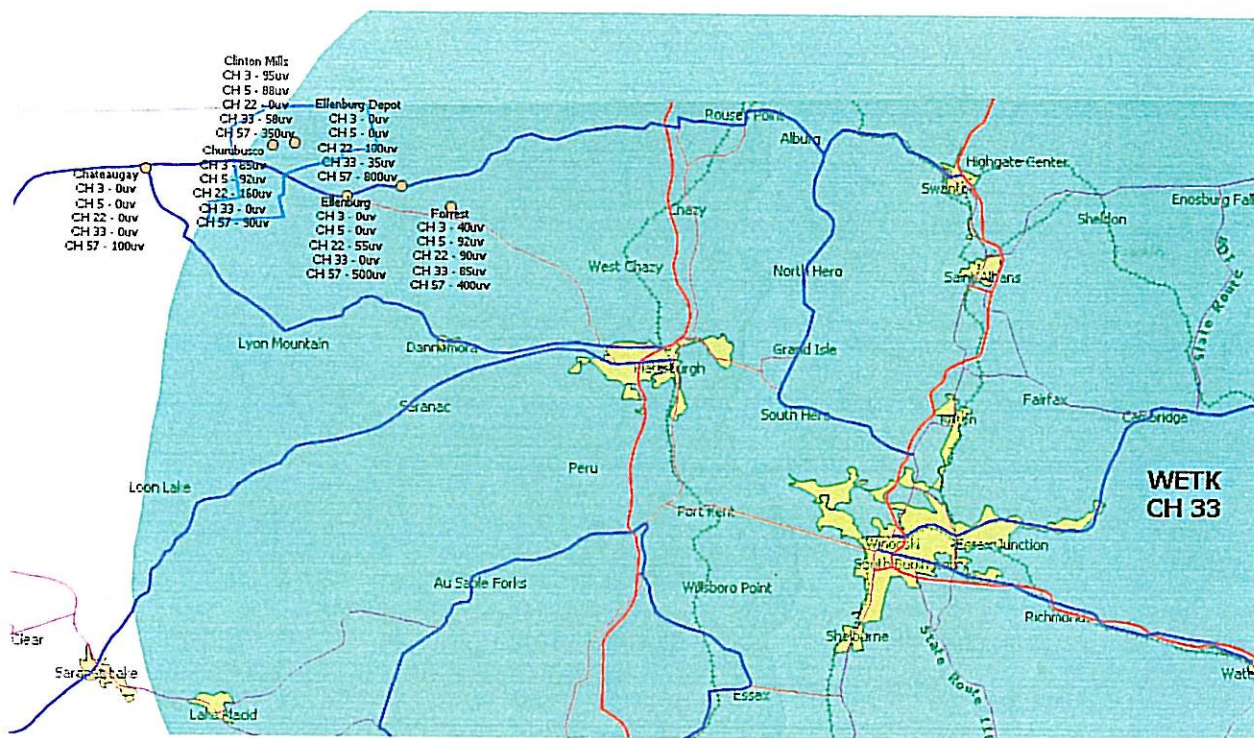 Clinton Mills
CH 3 - 95uv
CH 5 - 88uv
CH 22 - 0uv
CH 33 - 58uv
CH 57 - 350uv
Ellenburg Depot
CH 3 - 0uv
CH 5 - 0uv
CH 22 - 100uv
CH 33 - 35uv
CH 57 - 800uv
Churubusco
CH 3 - 65uv
CH 5 - 92uv
CH 22 - 160uv
CH 33 - 0uv
CH 57 - 90uv
Chateaugay
CH 3 - 0uv
CH 5 - 0uv
CH 22 - 0uv
CH 33 - 0uv
CH 57 - 100uv
Ellenburg
CH 3 - 0uv
CH 5 - 0uv
CH 22 - 55uv
CH 33 - 0uv
CH 57 - 500uv
Forrest
CH 3 - 40uv
CH 5 - 92uv
CH 22 - 90uv
CH 33 - 85uv
CH 57 - 400uv
Rouses Point
Alburg
Highgate Center
Swanton
Enosburg Fall
Sheldon
Chazy
West Chazy
North Hero
Saint Albans
State Route 105
Lyon Mountain
Dannemora
Plattsburgh
Grand Isle
Saranac
South Hero
Fairfax
Cambridge
Milton
Peru
Loon Lake
WETK
CH 33
Port Kent
Winooski
Essex Junction
South Burlington
Au Sable Forks
Willsboro Point
Richmond
Shelburne
State Route 11
Clear
Saranac Lake
Lake Placid
Essex
Wate